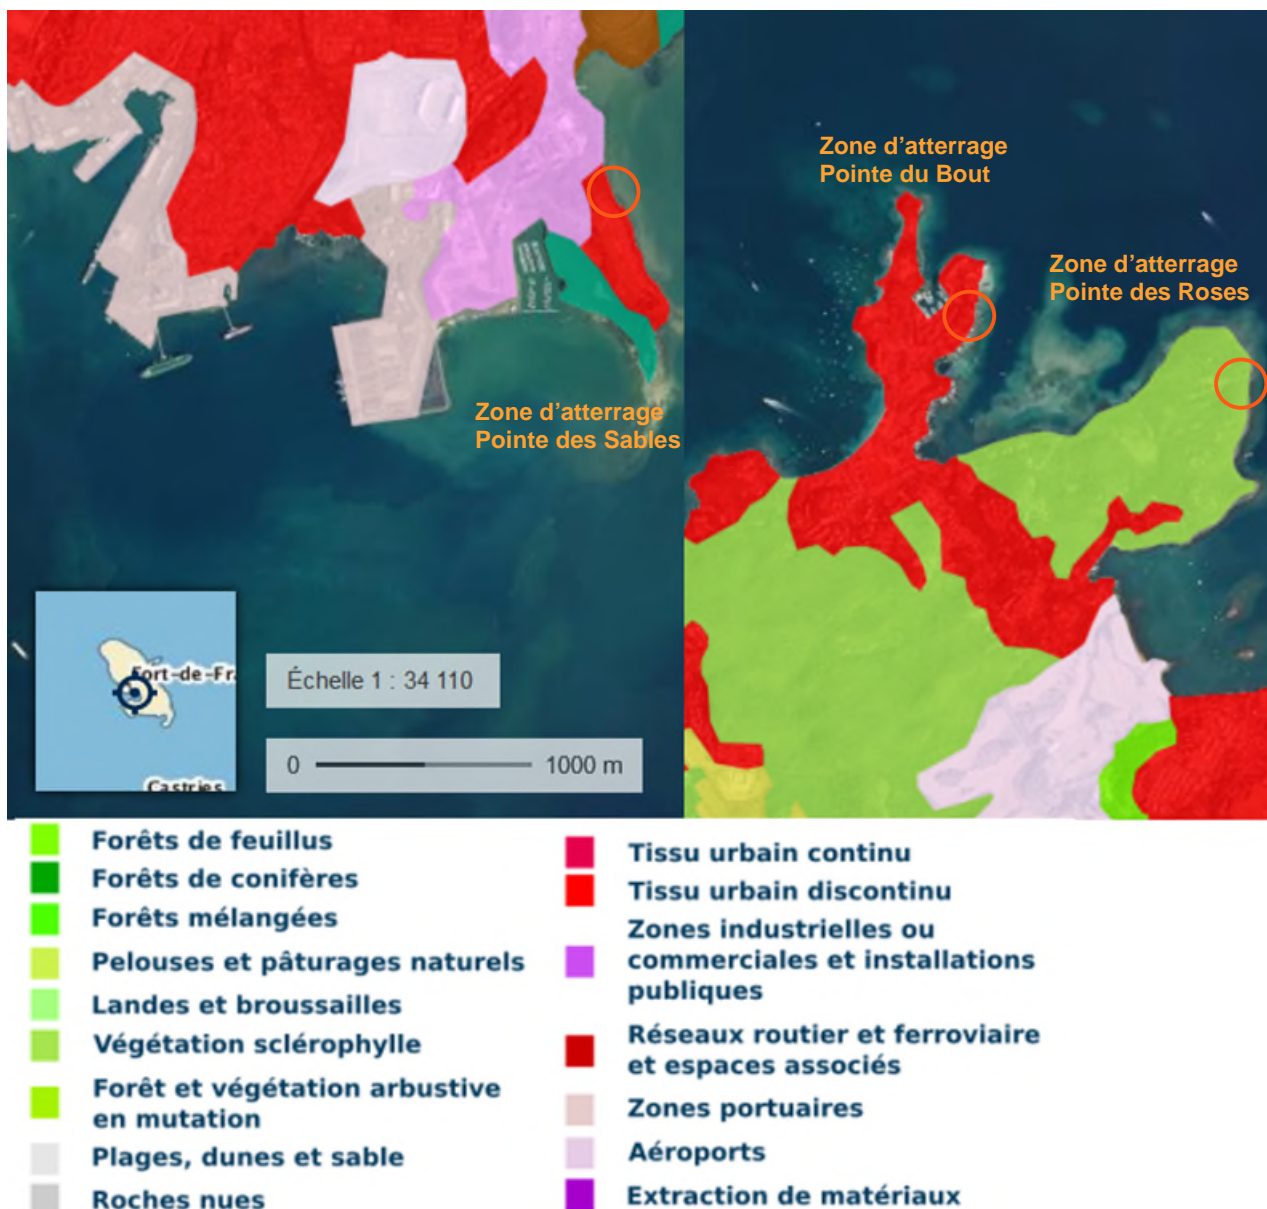 Zone d'atterrage
Pointe du Bout
Zone d'atterrage
Pointe des Roses
Zone d'atterrage
Pointe des Sables
Fort-de-Fra
Castries
Échelle 1 : 34 110
0 1000 m
Forêts de feuillus
Forêts de conifères
Forêts mélangées
Pelouses et pâturages naturels
Landes et broussailles
Végétation sclérophylle
Forêt et végétation arbustive
en mutation
Plages, dunes et sable
Roches nues
Tissu urbain continu
Tissu urbain discontinu
Zones industrielles ou
commerciales et installations
publiques
Réseaux routier et ferroviaire
et espaces associés
Zones portuaires
Aéroports
Extraction de matériaux